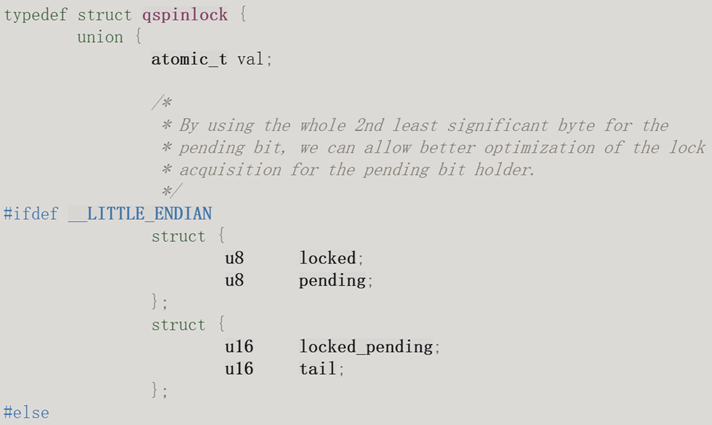 typedef struct qspinlock {
        union {
                atomic_t val;

                /*
                 * By using the whole 2nd least significant byte for the
                 * pending bit, we can allow better optimization of the lock
                 * acquisition for the pending bit holder.
                 */
#ifdef __LITTLE_ENDIAN
                struct {
                        u8      locked;
                        u8      pending;
                };
                struct {
                        u16     locked_pending;
                        u16     tail;
                };
#else